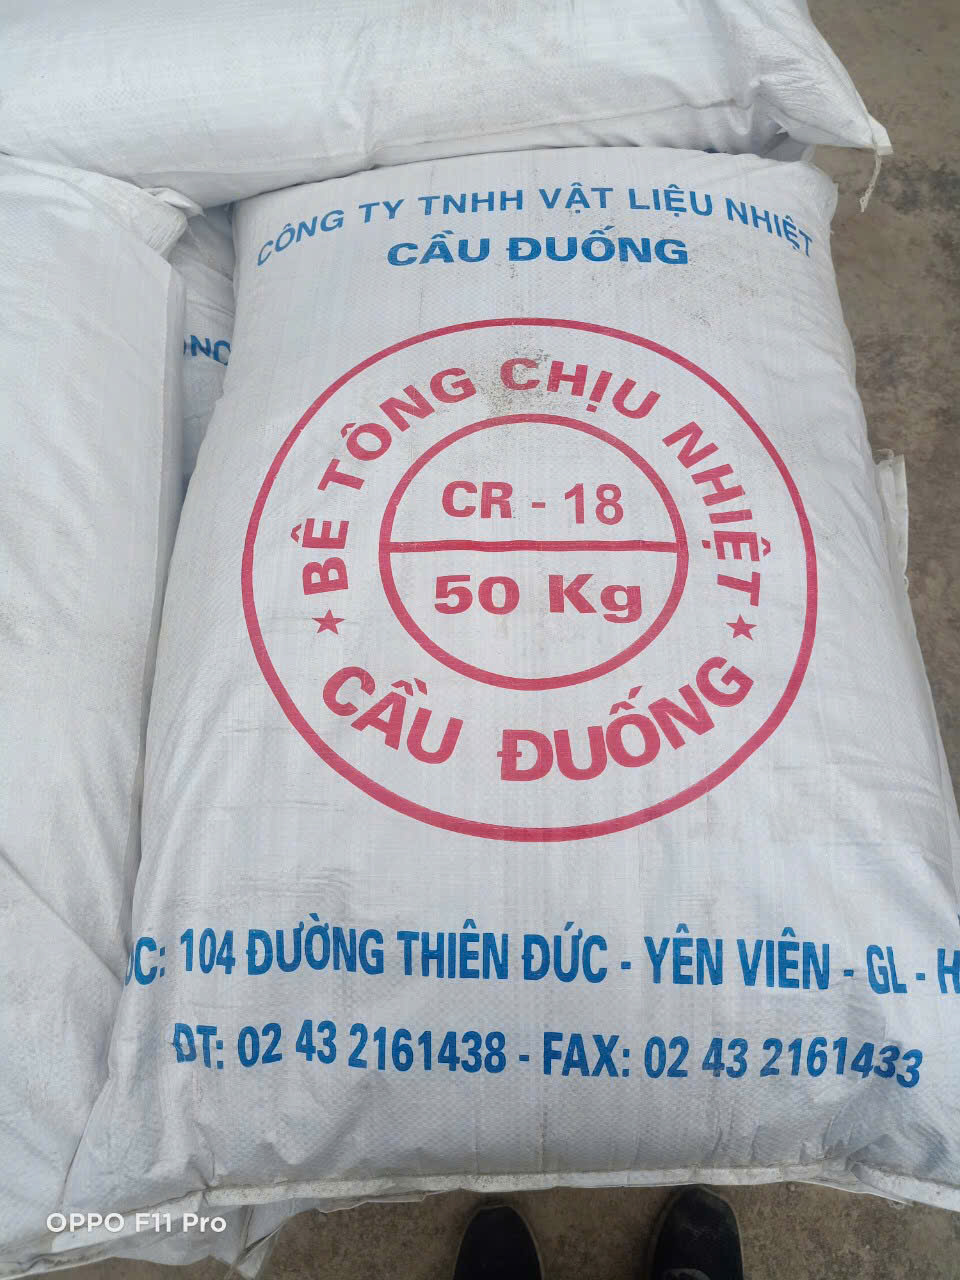 CÔNG TY TNHH VẬT LIỆU NHIỆT
CẦU ĐUỐNG
BÊ TÔNG CHỊU NHIỆT
CR - 18
50 Kg
CẦU ĐUỐNG
104 ĐƯỜNG THIÊN ĐỨC - YÊN VIÊN - GL - H
ĐT: 02 43 2161438 - FAX: 02 43 2161433
OPPO F11 Pro